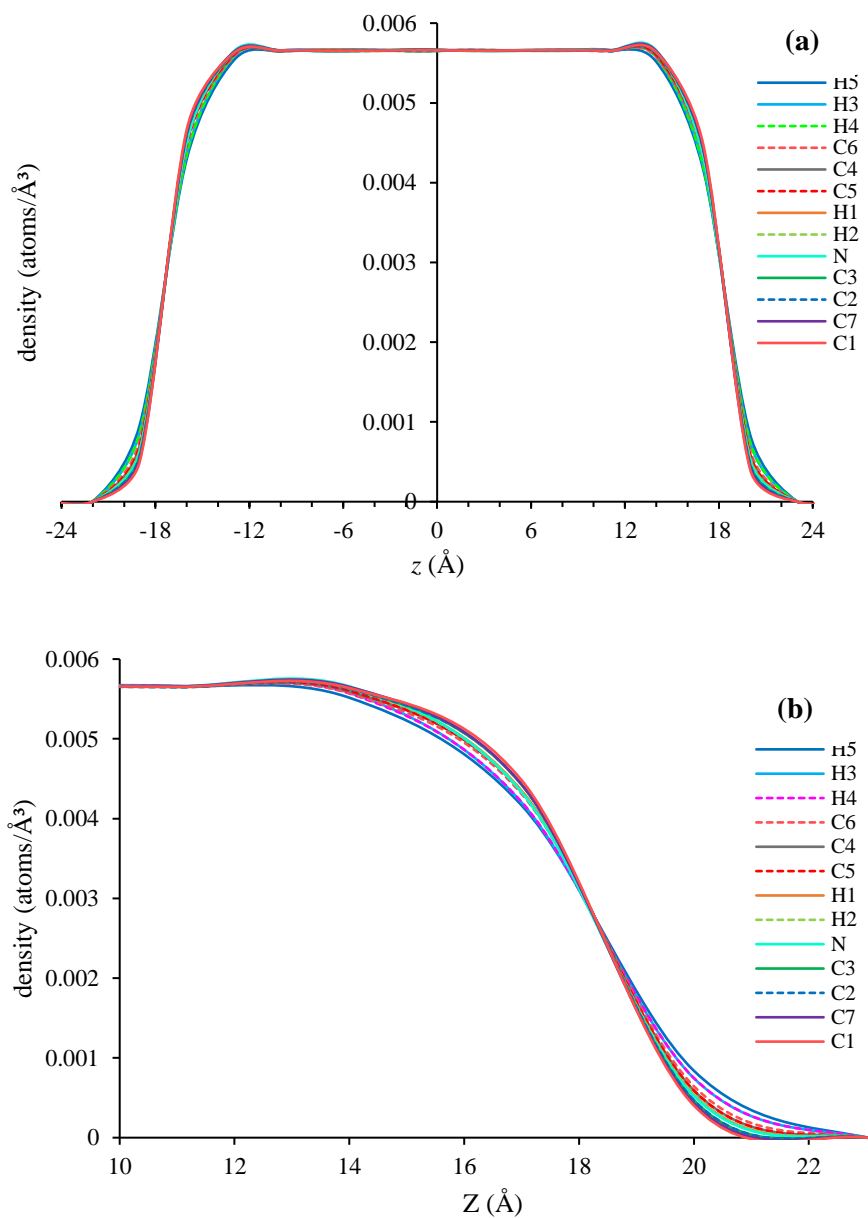 0.006
(a)
H5
H3
H4
C6
C4
C5
H1
H2
N
C3
C2
C7
C1
0.005
0.004
0.003
0.002
0.001
0
density (atoms/Å³)
-24 -18 -12 -6 0 6 12 18 24
z (Å)
0.006
(b)
H5
H3
H4
C6
C4
C5
H1
H2
N
C3
C2
C7
C1
0.005
0.004
0.003
0.002
0.001
0
density (atoms/Å³)
10 12 14 16 18 20 22
Z (Å)